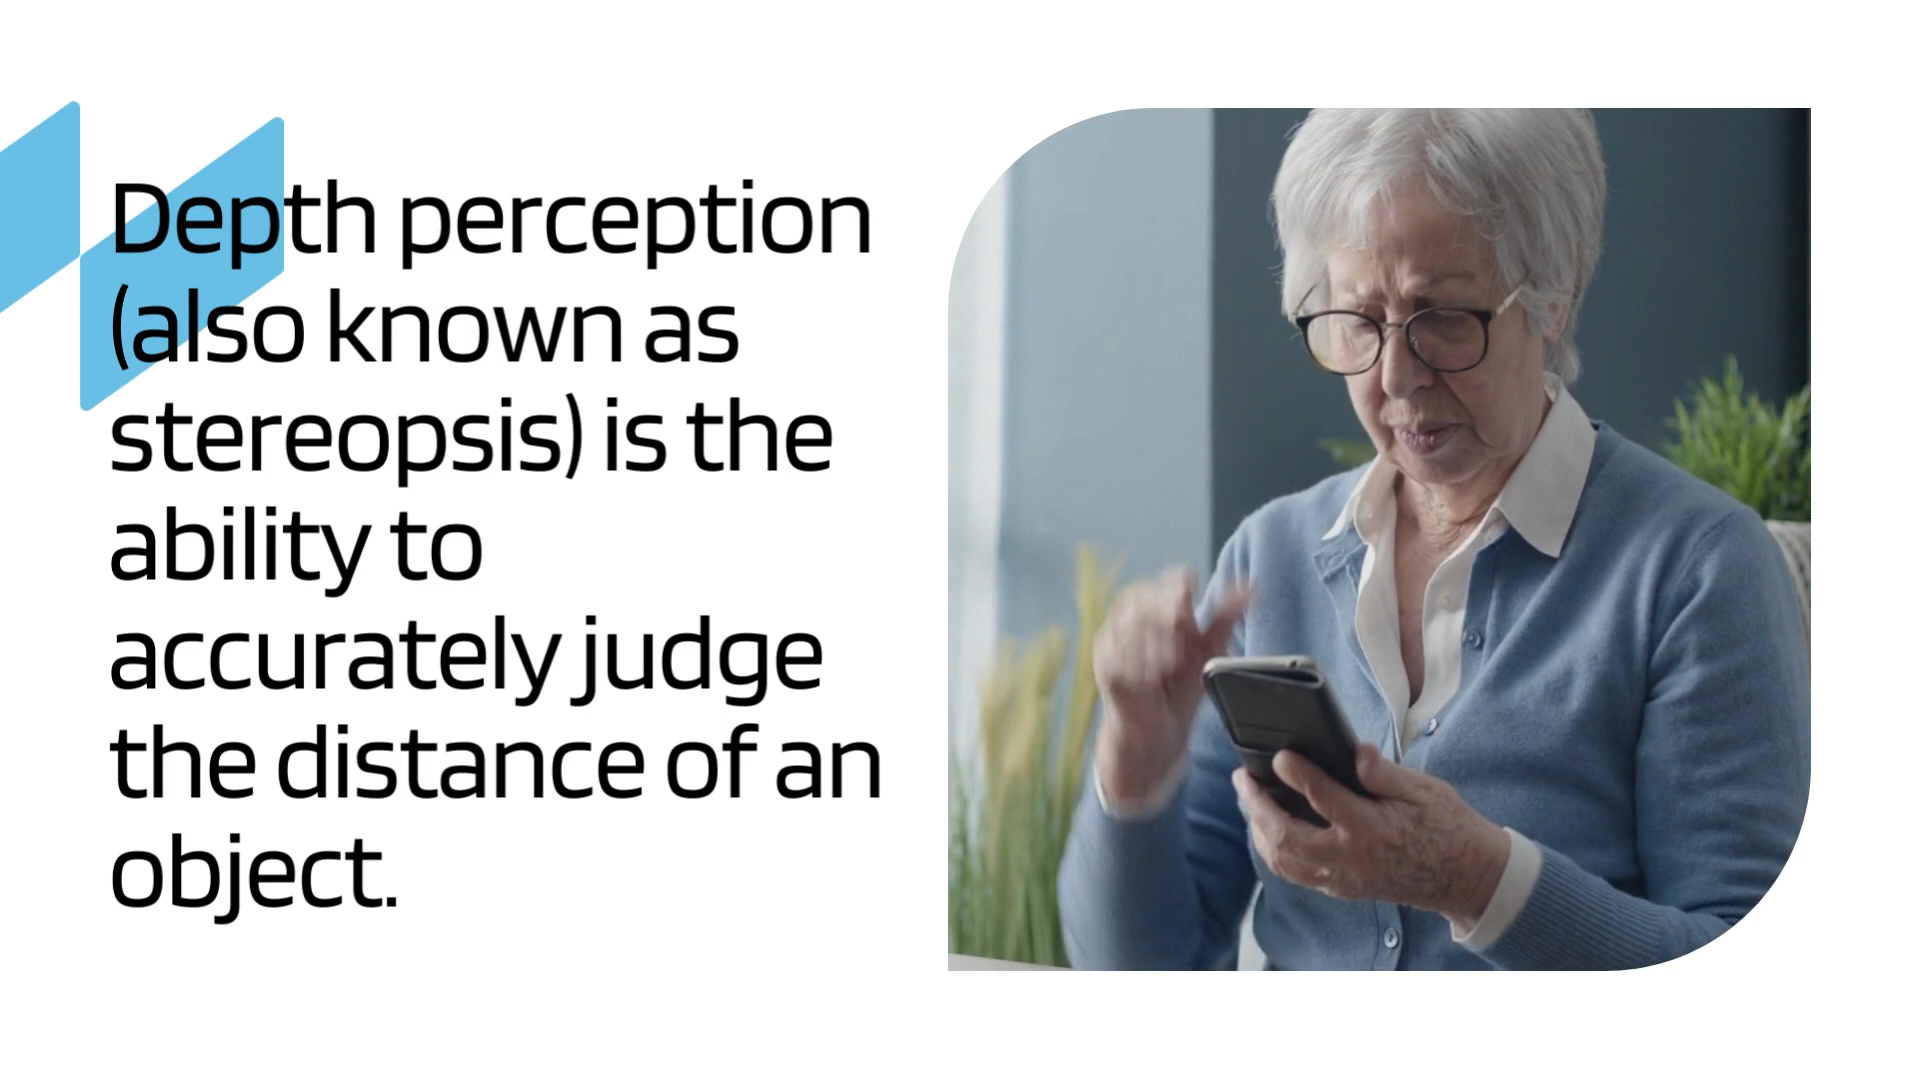 Depth perception
(also known as
stereopsis) is the
ability to
accurately judge
the distance of an
object.